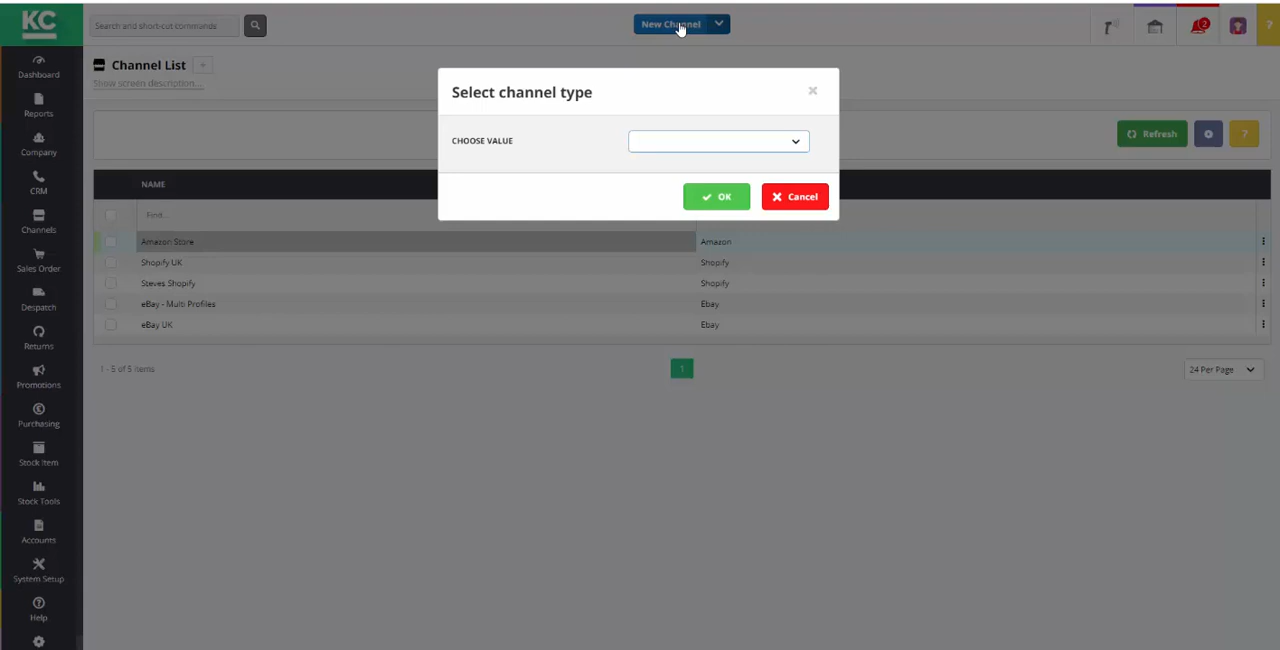 KC
Search and short-cut commands
New Channel
2
?
Dashboard
Reports
Company
CRM
Channels
Sales Order
Despatch
Returns
Promotions
Purchasing
Stock Item
Stock Tools
Accounts
System Setup
Help
Channel List +
Show screen description...
Select channel type
CHOOSE VALUE
OK
Cancel
Refresh
?
NAME
Find...
Amazon Store Amazon
Shopify UK Shopify
Steves Shopify Shopify
eBay - Multi Profiles Ebay
eBay UK Ebay
1 - 5 of 5 items
1
24 Per Page